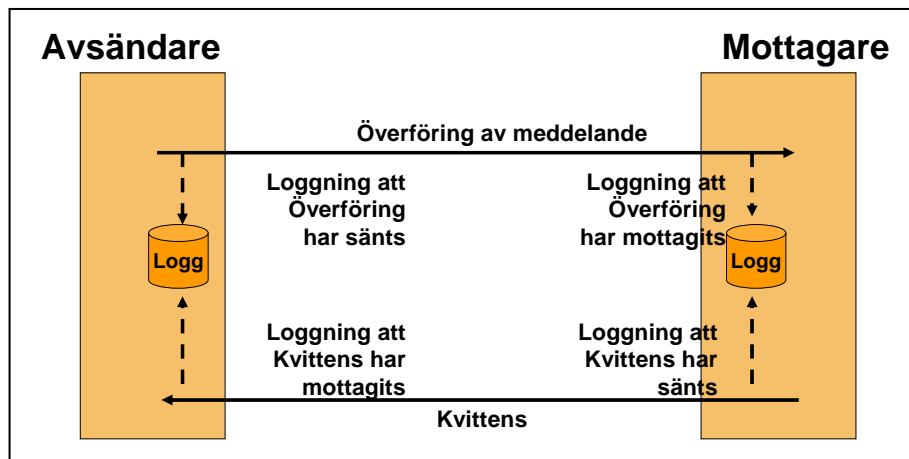 Avsändare
Mottagare
Överföring av meddelande
Loggning att
Överföring
har sänts
Loggning att
Överföring
har mottagits
Logg
Logg
Loggning att
Kvittens har
mottagits
Loggning att
Kvittens har
sänts
Kvittens